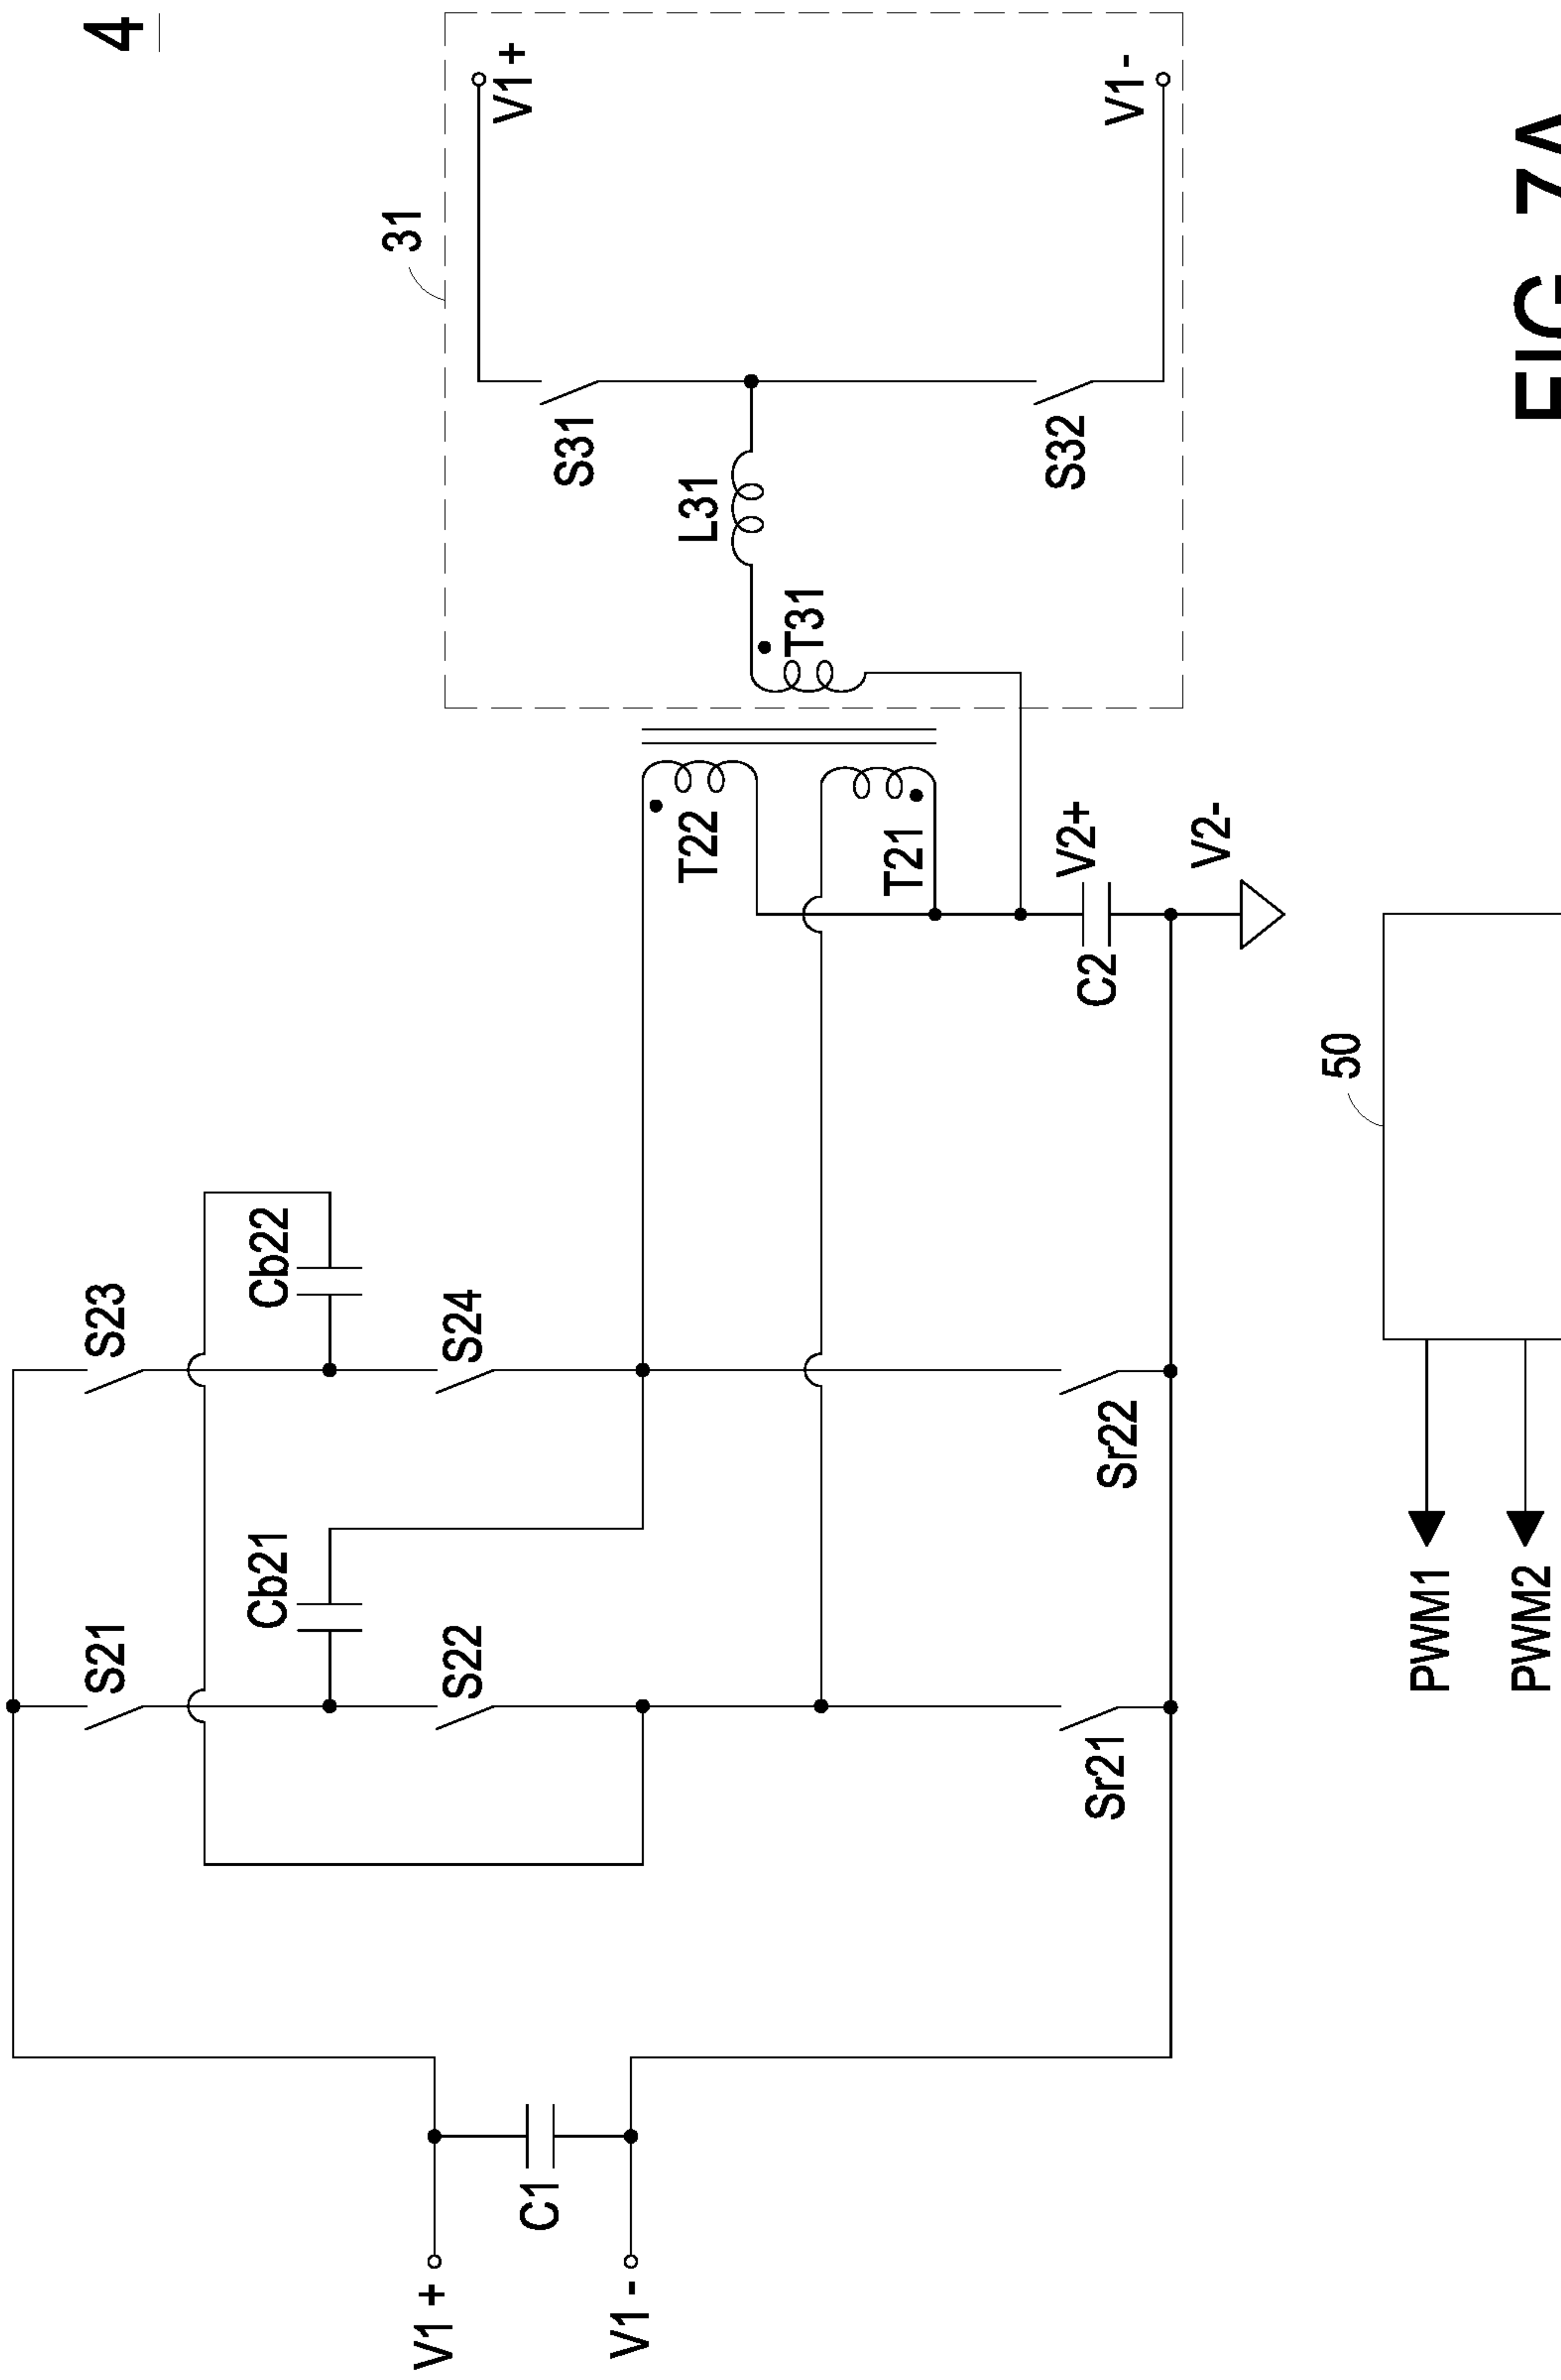 4
31
V1+
V1-
S31
S32
L31
T31
T22
T21
V2+
V2-
C2
S23
Cb22
S24
Sr22
S21
Cb21
S22
Sr21
V1+
C1
V1-
50
PWM1
PWM2
FIG. 7A